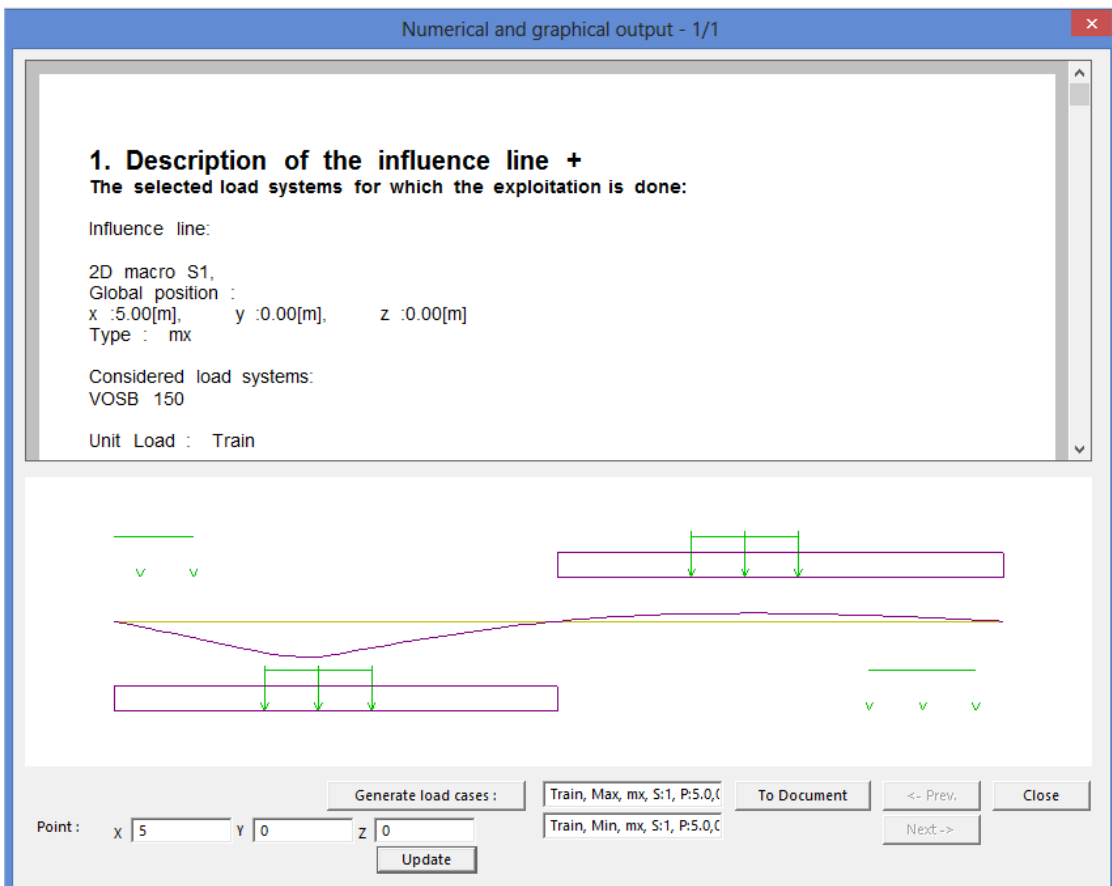 Numerical and graphical output - 1/1
1. Description of the influence line +
The selected load systems for which the exploitation is done:
Influence line:
2D macro S1,
Global position :
x :5.00[m], y :0.00[m], z :0.00[m]
Type : mx
Considered load systems:
VOSB 150
Unit Load : Train
Generate load cases :
Train, Max, mx, S:1, P:5.0,(
To Document
<- Prev.
Close
Point :
X 5
Y 0
Z 0
Train, Min, mx, S:1, P:5.0,(
Next ->
Update